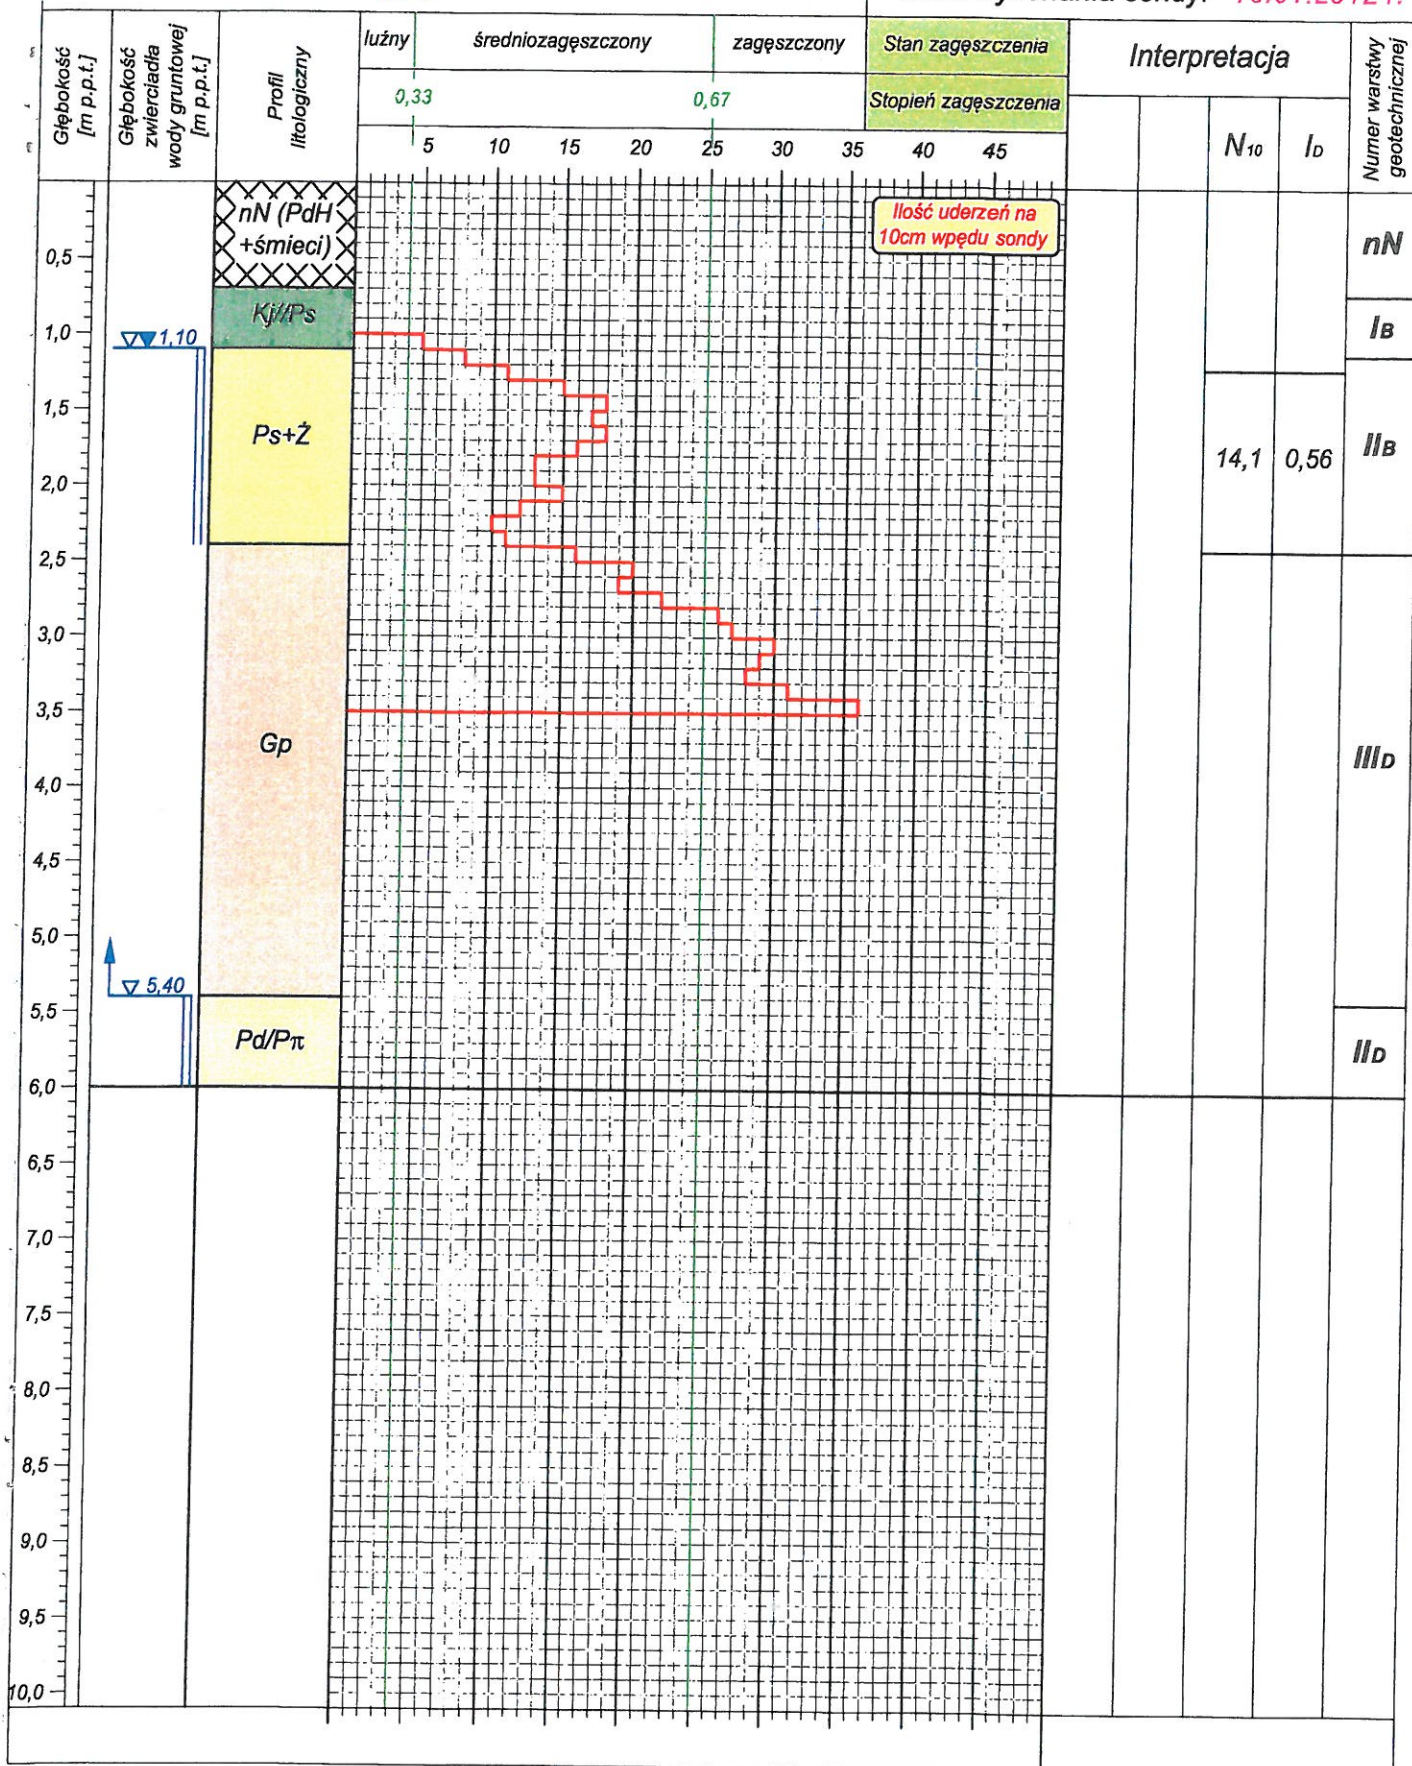 Głębokość
[m p.p.t.]
Głębokość
zwierciadła
wody gruntowej
[m p.p.t.]
Profil
litologiczny
luźny
średniozagęszczony
zagęszczony
Stan zagęszczenia
0,33
0,67
Stopień zagęszczenia
5 10 15 20 25 30 35 40 45
Interpretacja
N10
ID
Numer warstwy
geotechnicznej
Ilość uderzeń na
10cm wpędu sondy
nN (PdH
+śmieci)
Kj//Ps
Ps+Ż
Gp
Pd/Pπ
1,10
5,40
14,1 0,56
nN
IB
IIB
IIID
IID
0,5
1,0
1,5
2,0
2,5
3,0
3,5
4,0
4,5
5,0
5,5
6,0
6,5
7,0
7,5
8,0
8,5
9,0
9,5
10,0